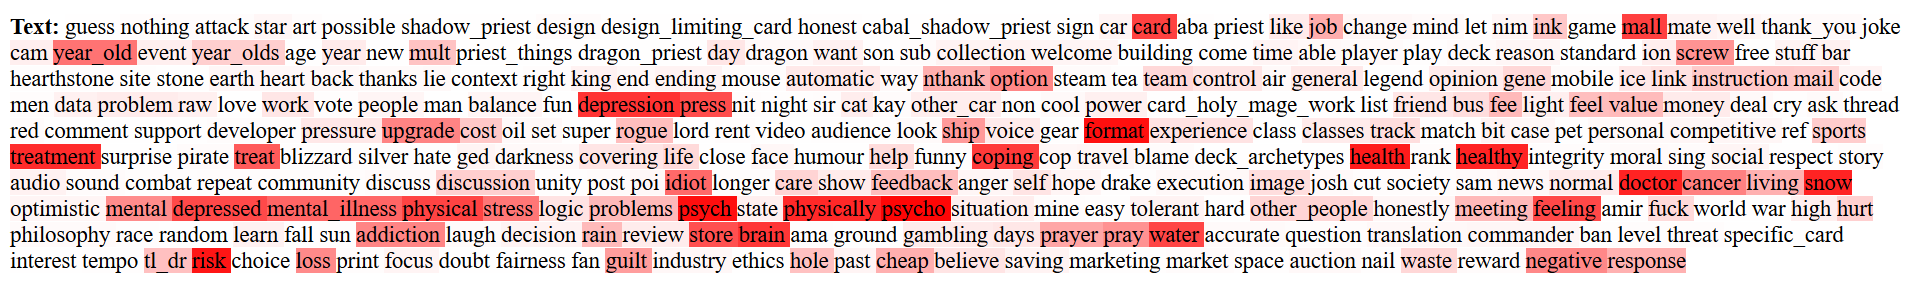 Text: guess nothing attack star art possible shadow_priest design design_limiting_card honest cabal_shadow_priest sign car card aba priest like job change mind let nim ink game mall mate well thank_you joke
cam year_old event year_olds age year new mult priest_things dragon_priest day dragon want son sub collection welcome building come time able player play deck reason standard ion screw free stuff bar
hearthstone site stone earth heart back thanks lie context right king end ending mouse automatic way nthank option steam tea team control air general legend opinion gene mobile ice link instruction mail code
men data problem raw love work vote people man balance fun depression press nit night sir cat kay other_car non cool power card_holy_mage_work list friend bus fee light feel value money deal cry ask thread
red comment support developer pressure upgrade cost oil set super rogue lord rent video audience look ship voice gear format experience class classes track match bit case pet personal competitive ref sports
treatment surprise pirate treat blizzard silver hate ged darkness covering life close face humour help funny coping cop travel blame deck_archetypes health rank healthy integrity moral sing social respect story
audio sound combat repeat community discuss discussion unity post poi idiot longer care show feedback anger self hope drake execution image josh cut society sam news normal doctor cancer living snow
optimistic mental depressed mental_illness physical stress logic problems psych state physically psycho situation mine easy tolerant hard other_people honestly meeting feeling amir fuck world war high hurt
philosophy race random learn fall sun addiction laugh decision rain review store brain ama ground gambling days prayer pray water accurate question translation commander ban level threat specific_card
interest tempo tl_dr risk choice loss print focus doubt fairness fan guilt industry ethics hole past cheap believe saving marketing market space auction nail waste reward negative response